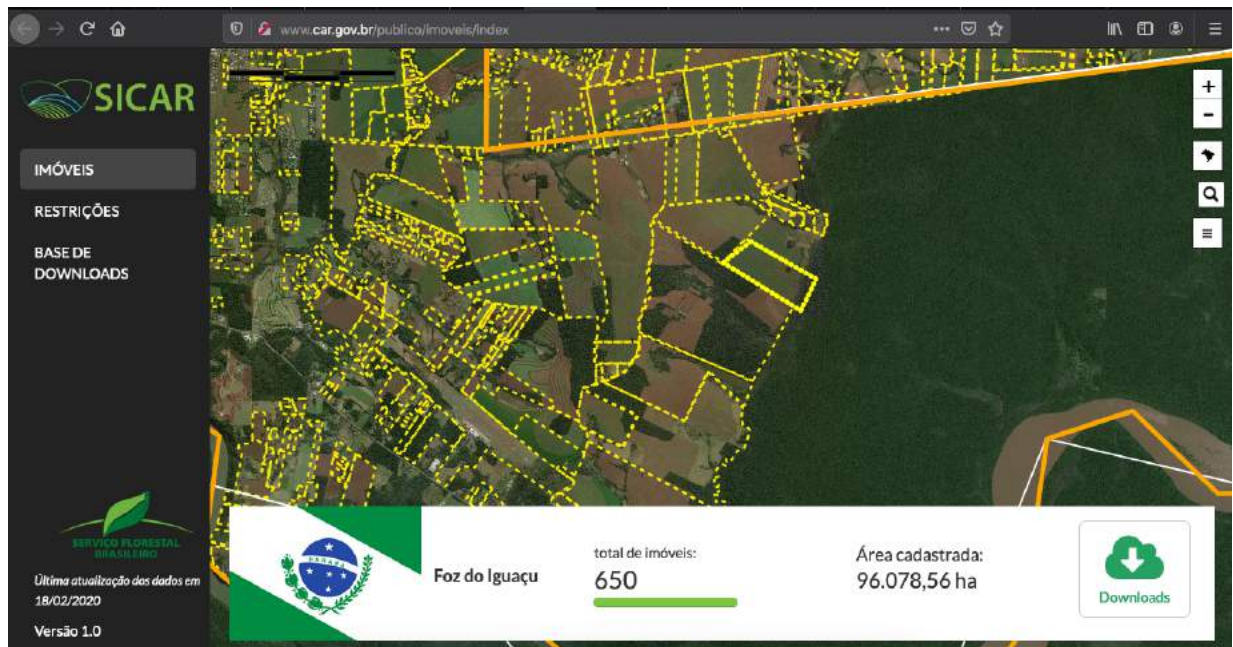 www.car.gov.br/publico/imoveis/index
SICAR
IMÓVEIS
RESTRIÇÕES
BASE DE
DOWNLOADS
SERVIÇO FLORESTAL
BRASILEIRO
Última atualização dos dados em
18/02/2020
Versão 1.0
PARANÁ
Foz do Iguaçu
total de imóveis:
650
Área cadastrada:
96.078,56 ha
Downloads
+
-